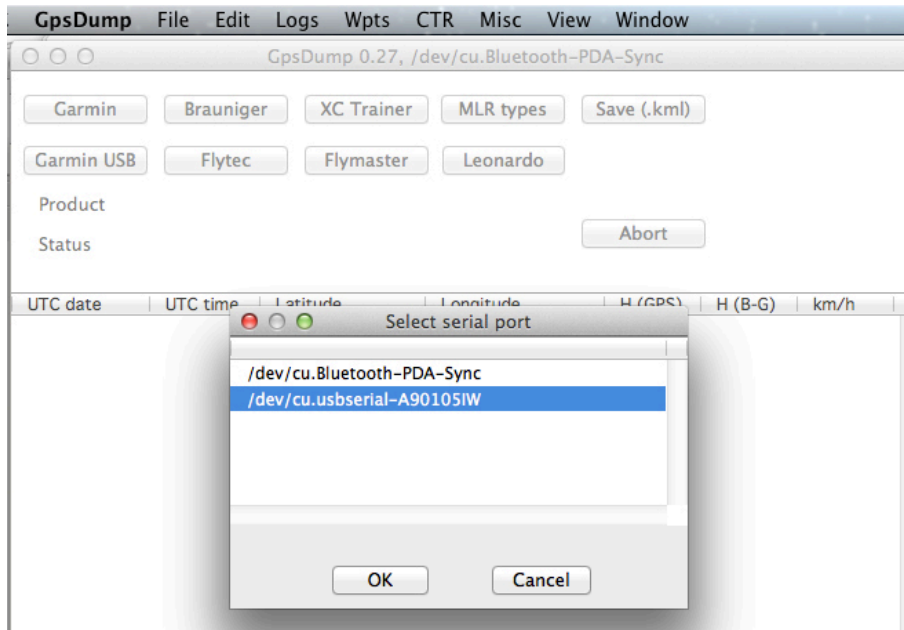 GpsDump File Edit Logs Wpts CTR Misc View Window
GpsDump 0.27, /dev/cu.Bluetooth-PDA-Sync
Garmin Brauniger XC Trainer MLR types Save (.kml)
Garmin USB Flytec Flymaster Leonardo
Product
Abort
Status
UTC date UTC time Latitude Longitude H (GPS) H (B-G) km/h
Select serial port
/dev/cu.Bluetooth-PDA-Sync
/dev/cu.usbserial-A90105IW
OK Cancel